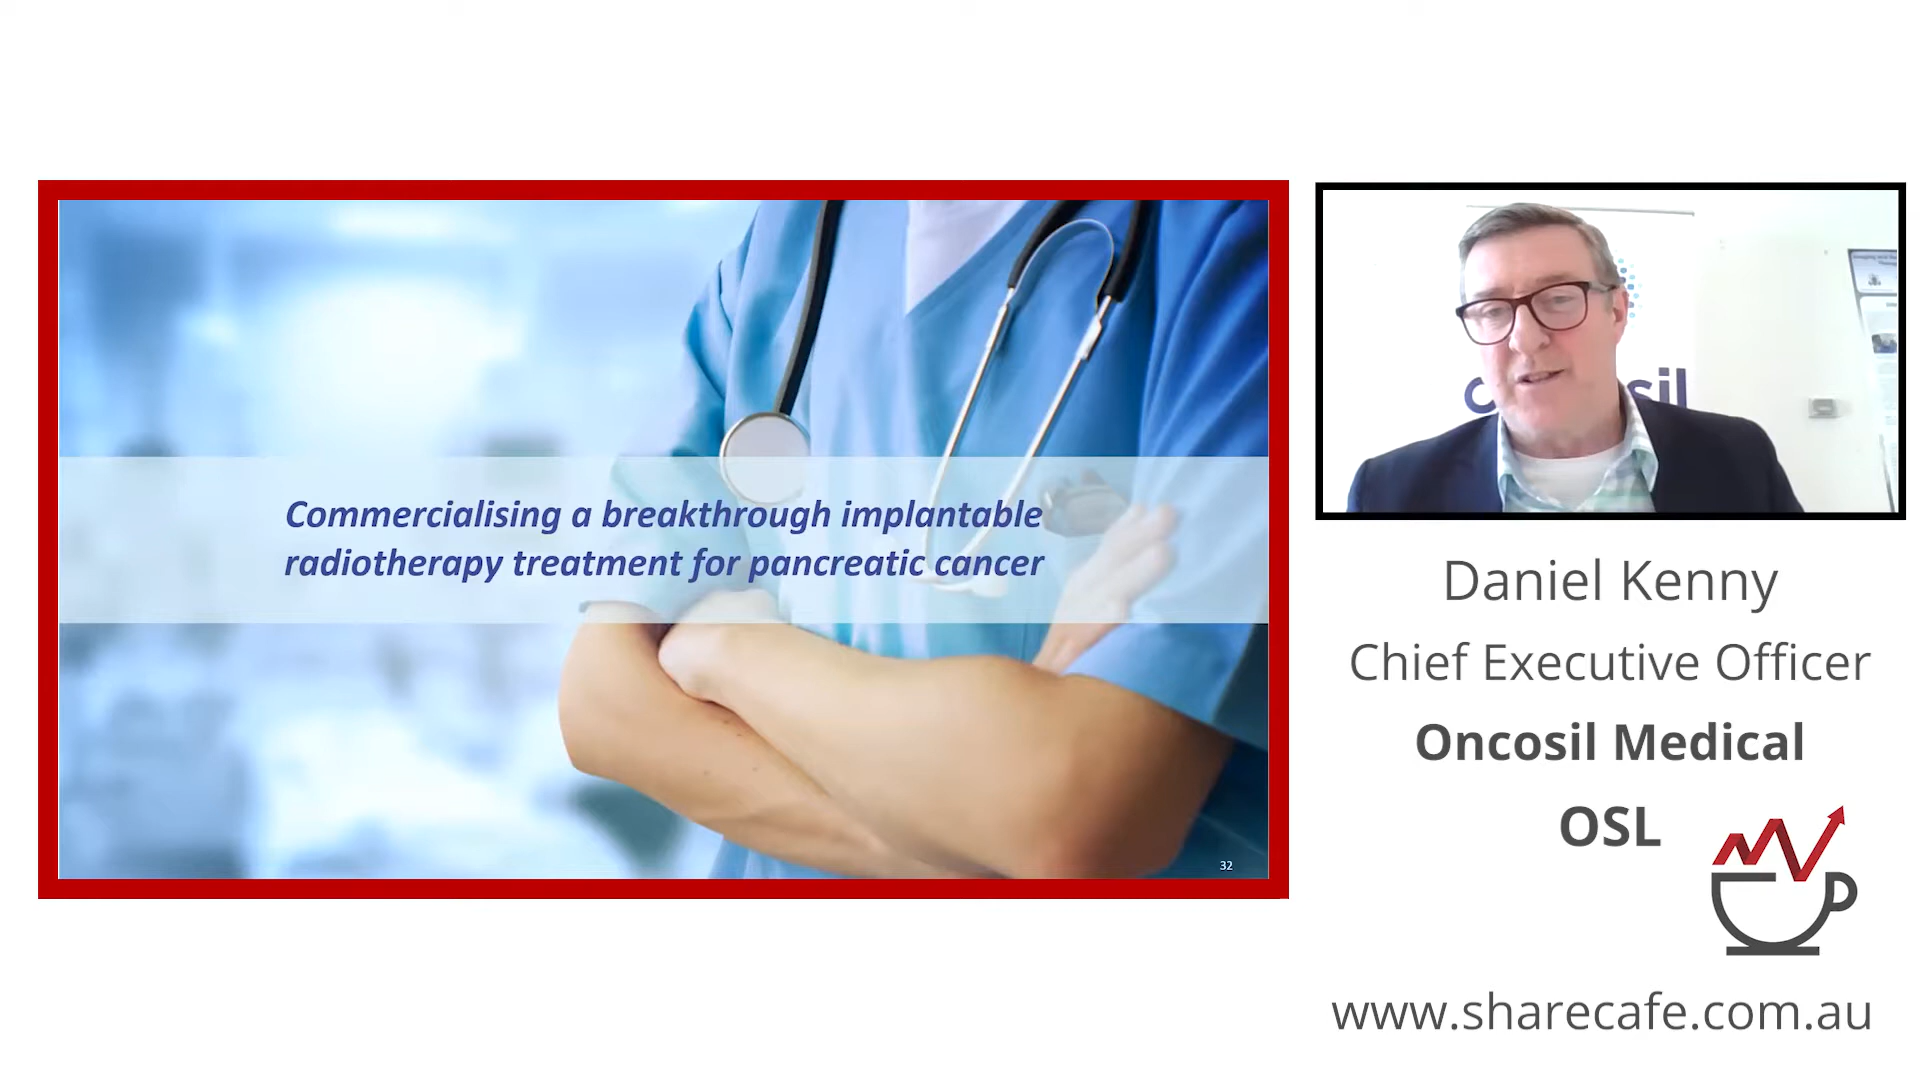 Commercialising a breakthrough implantable
radiotherapy treatment for pancreatic cancer
32
sil
Daniel Kenny
Chief Executive Officer
Oncosil Medical
OSL
www.sharecafe.com.au